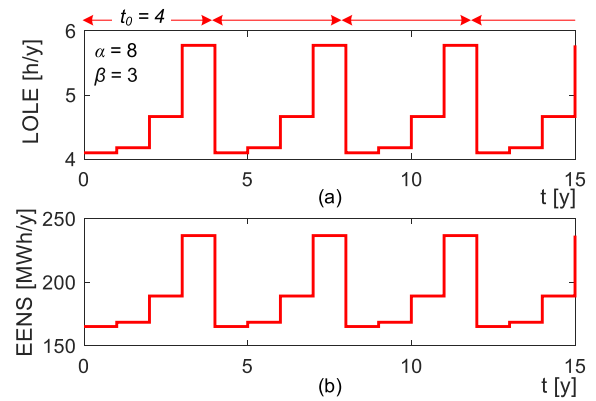 t0 = 4
6
α = 8
β = 3
5
4
LOLE [h/y]
0
5
10
15
(a)
t [y]
250
200
150
EENS [MWh/y]
0
5
10
15
(b)
t [y]